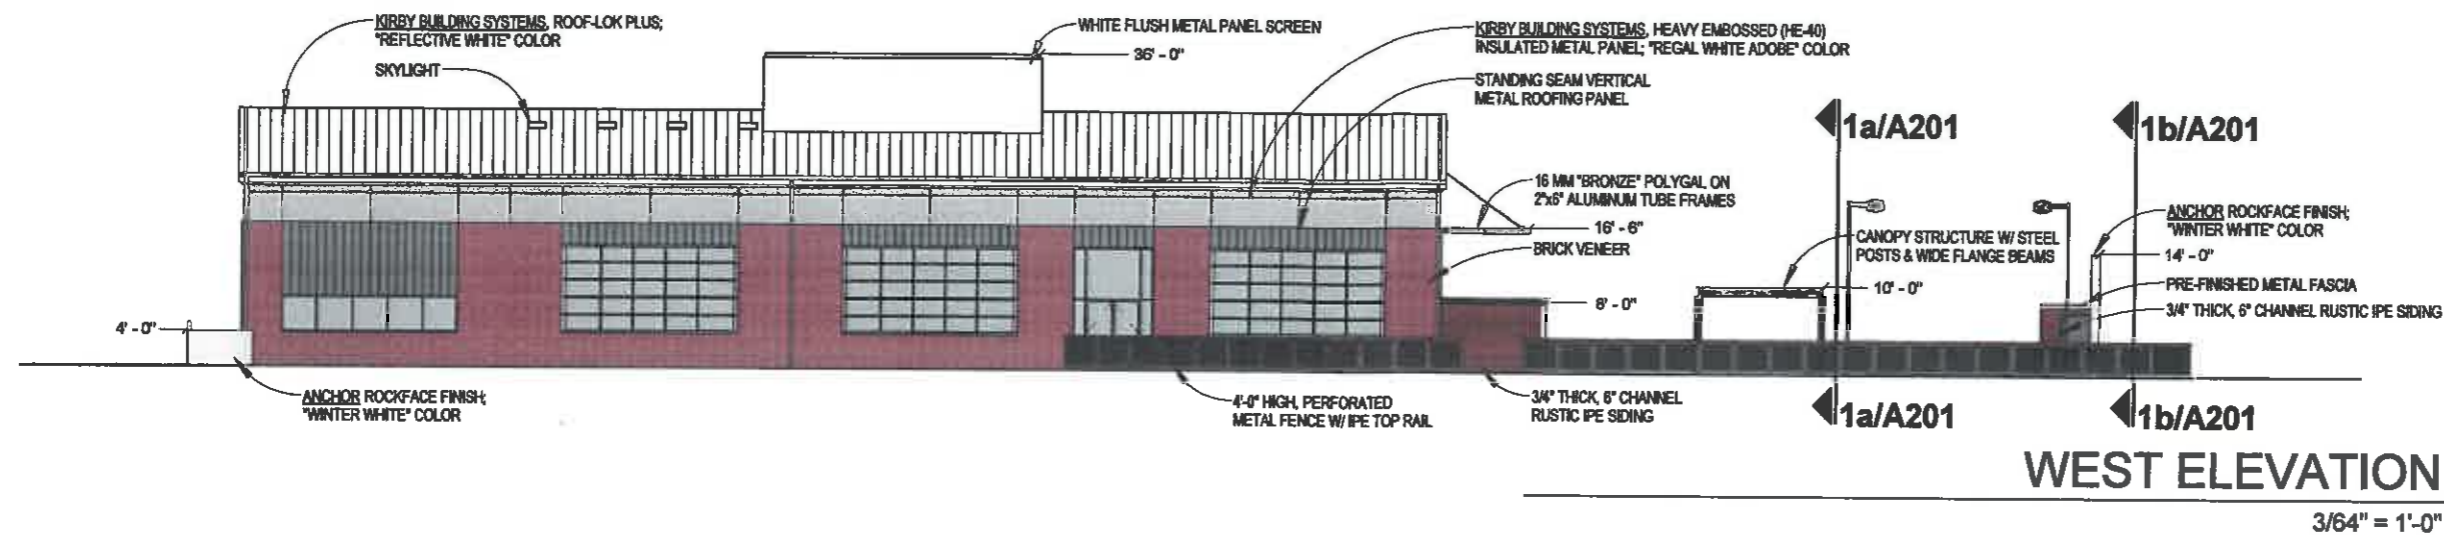 KIRBY BUILDING SYSTEMS, ROOF-LOK PLUS;
"REFLECTIVE WHITE" COLOR
SKYLIGHT
WHITE FLUSH METAL PANEL SCREEN
36' - 0"
KIRBY BUILDING SYSTEMS, HEAVY EMBOSSED (HE-40)
INSULATED METAL PANEL; "REGAL WHITE ADOBE" COLOR
STANDING SEAM VERTICAL
METAL ROOFING PANEL
1a/A201
1b/A201
16 MM "BRONZE" POLYGAL ON
2"x6" ALUMINUM TUBE FRAMES
16' - 6"
BRICK VENEER
CANOPY STRUCTURE W/ STEEL
POSTS & WIDE FLANGE BEAMS
ANCHOR ROCKFACE FINISH;
"WINTER WHITE" COLOR
14' - 0"
10' - 0"
PRE-FINISHED METAL FASCIA
8' - 0"
3/4" THICK, 6" CHANNEL RUSTIC IPE SIDING
4' - 0"
ANCHOR ROCKFACE FINISH;
"WINTER WHITE" COLOR
4'-0" HIGH, PERFORATED
METAL FENCE W/ IPE TOP RAIL
3/4" THICK, 6" CHANNEL
RUSTIC IPE SIDING
1a/A201
1b/A201
WEST ELEVATION
3/64" = 1'-0"